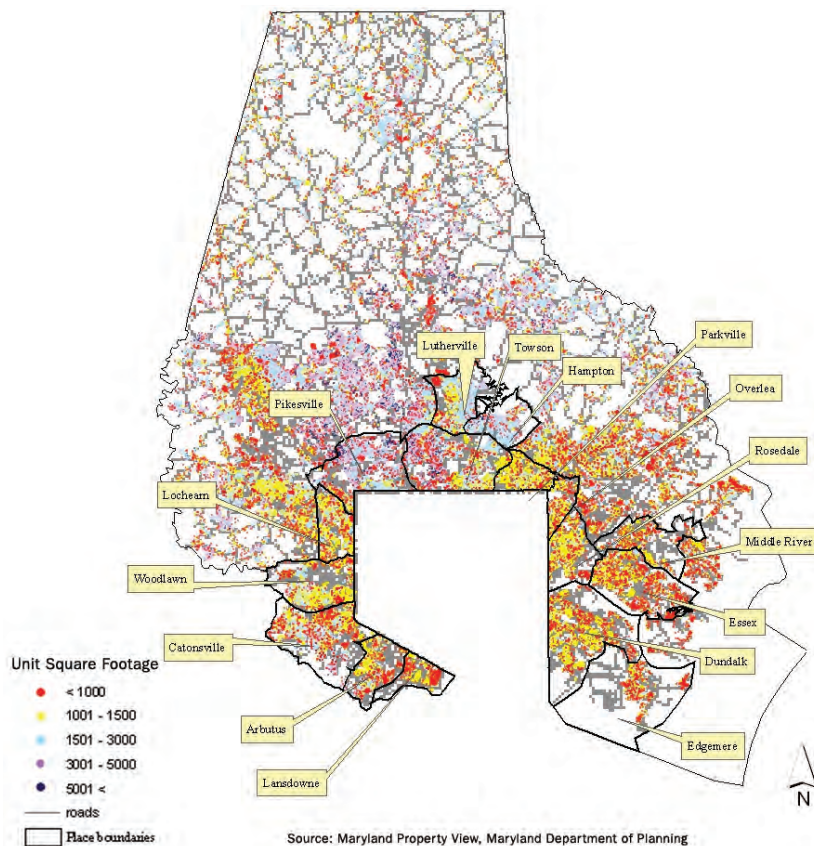 Parkville
Towson
Lutherville
Hampton
Overlea
Pikesville
Rosedale
Lochearn
Middle River
Woodlawn
Essex
Catonsville
Dundalk
Arbutus
Edgemere
Lansdowne
Unit Square Footage
< 1000
1001 - 1500
1501 - 3000
3001 - 5000
5001 <
roads
Place boundaries
N
Source: Maryland Property View, Maryland Department of Planning